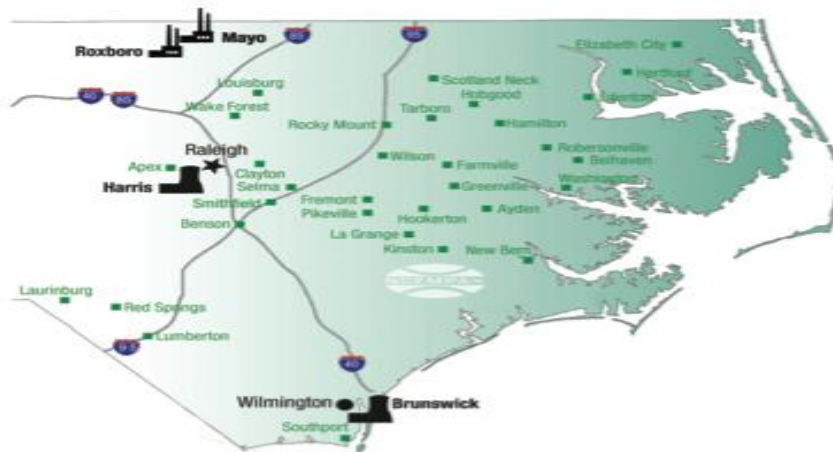 Mayo
Roxboro
85
95
Elizabeth City
Hertford
40
85
Louisburg
Scotland Neck
Hobgood
Edenton
Wake Forest
Tarboro
Rocky Mount
Hamilton
Raleigh
Robersonville
Apex
Wilson
Belhaven
Clayton
Farmville
Harris
Selma
Greenville
Washington
Smithfield
Fremont
Pikeville
Hookerton
Ayden
Benson
La Grange
Kinston
New Bern
Laurinburg
Red Springs
Lumberton
95
40
Wilmington
Brunswick
Southport